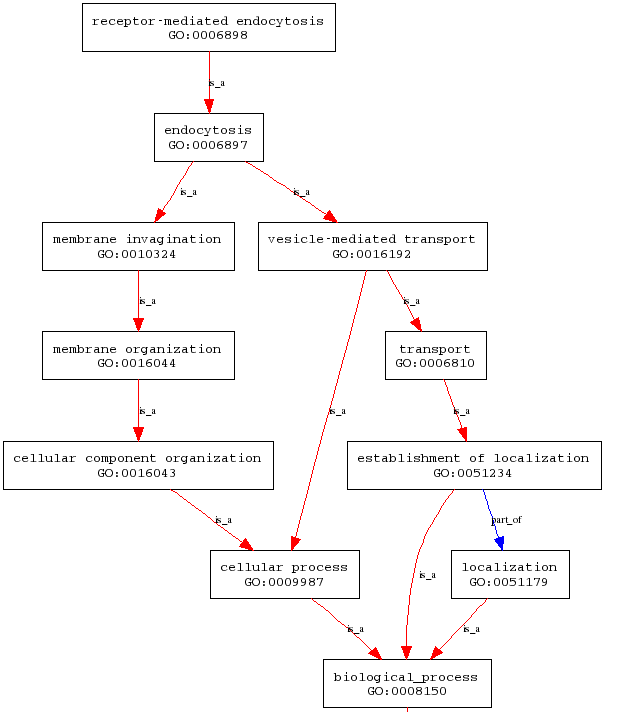 receptor-mediated endocytosis
GO:0006898
is_a
endocytosis
GO:0006897
is_a
is_a
membrane invagination
GO:0010324
vesicle-mediated transport
GO:0016192
is_a
is_a
membrane organization
GO:0016044
transport
GO:0006810
is_a
is_a
is_a
cellular component organization
GO:0016043
establishment of localization
GO:0051234
is_a
part_of
cellular process
GO:0009987
is_a
localization
GO:0051179
is_a
is_a
biological_process
GO:0008150